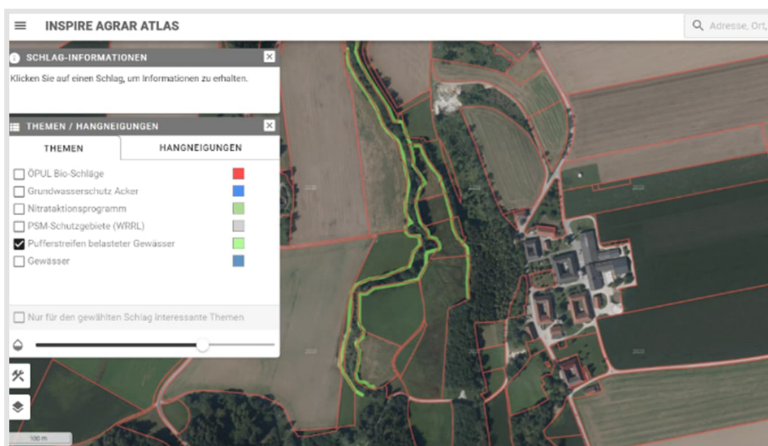 INSPIRE AGRAR ATLAS
Adresse, Ort,
SCHLAG-INFORMATIONEN
Klicken Sie auf einen Schlag, um Informationen zu erhalten.
THEMEN / HANGNEIGUNGEN
THEMEN
HANGNEIGUNGEN
ÖPUL Bio-Schläge
Grundwasserschutz Acker
Nitrataktionsprogramm
PSM-Schutzgebiete (WRRL)
Pufferstreifen belasteter Gewässer
Gewässer
Nur für den gewählten Schlag interessante Themen
100 m